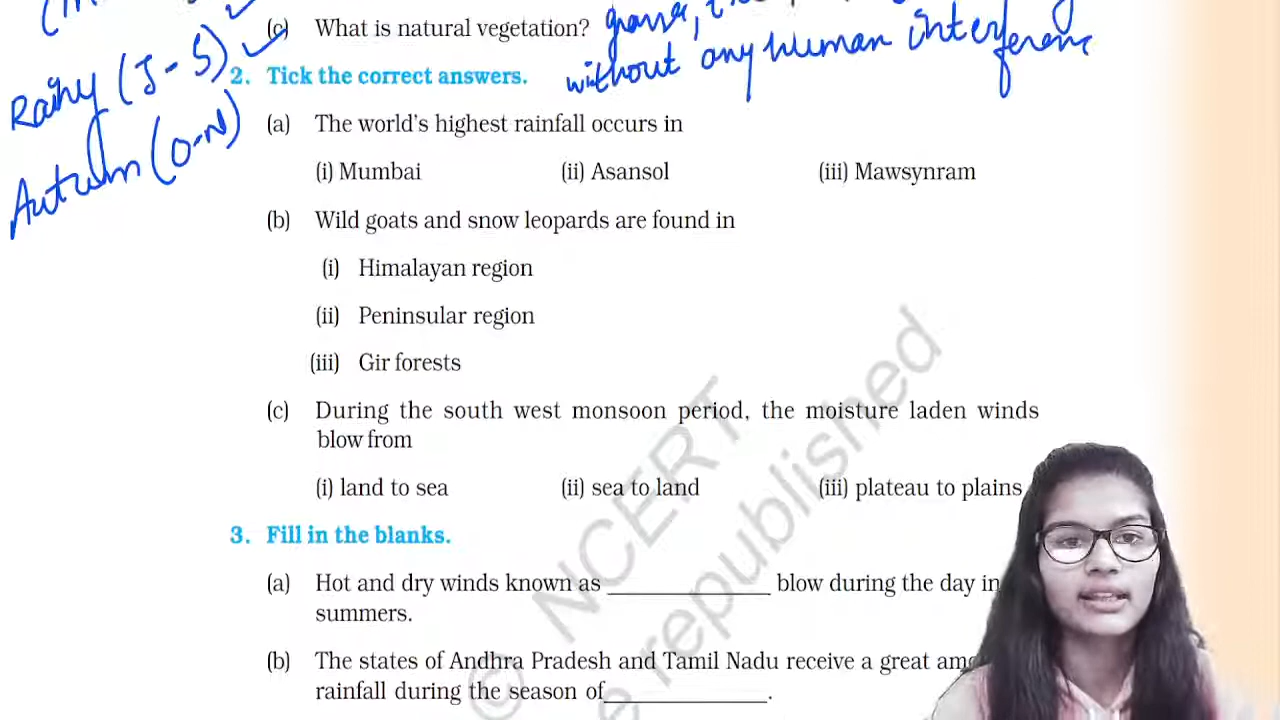 (c) What is natural vegetation?
without any human interference
Rainy (J-S)
Autumn (O-N)
2. Tick the correct answers.
(a) The world's highest rainfall occurs in
(i) Mumbai (ii) Asansol (iii) Mawsynram
(b) Wild goats and snow leopards are found in
(i) Himalayan region
(ii) Peninsular region
(iii) Gir forests
(c) During the south west monsoon period, the moisture laden winds
blow from
(i) land to sea (ii) sea to land (iii) plateau to plains
3. Fill in the blanks.
(a) Hot and dry winds known as ______________ blow during the day in
summers.
(b) The states of Andhra Pradesh and Tamil Nadu receive a great
rainfall during the season of______________.
© NCERT
republished